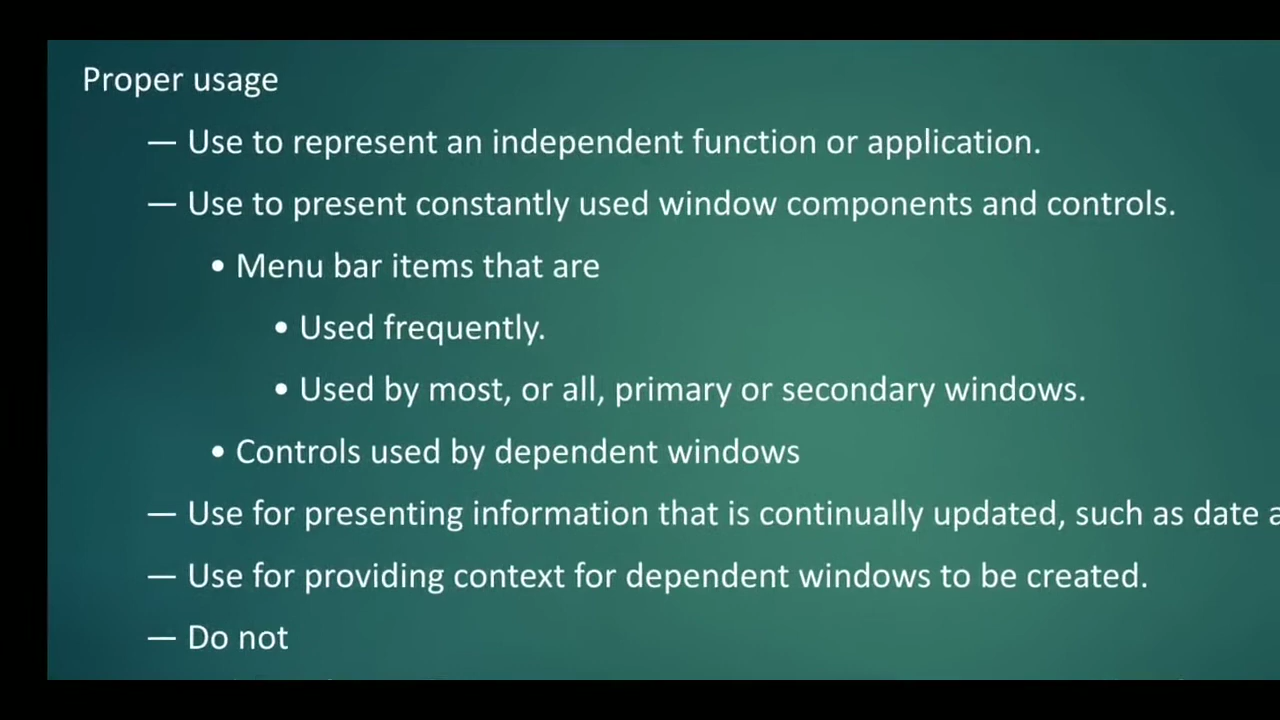 Proper usage
— Use to represent an independent function or application.
— Use to present constantly used window components and controls.
• Menu bar items that are
• Used frequently.
• Used by most, or all, primary or secondary windows.
• Controls used by dependent windows
— Use for presenting information that is continually updated, such as date
— Use for providing context for dependent windows to be created.
— Do not